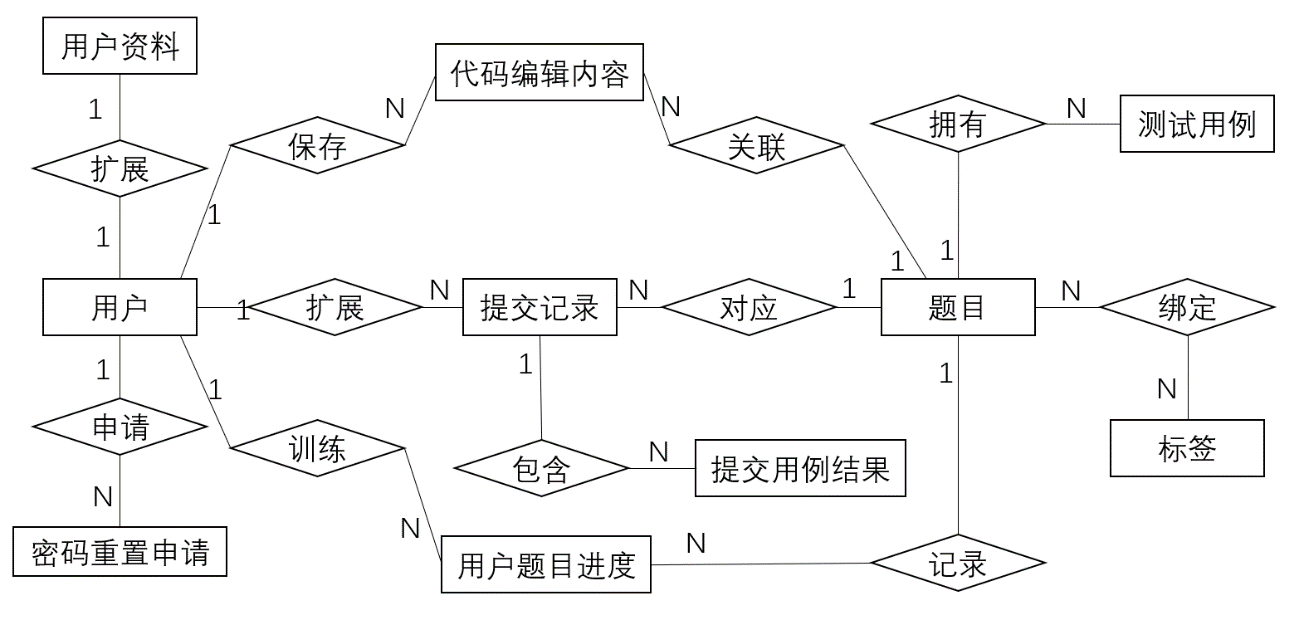 用户资料
代码编辑内容
1
N
N
N
拥有
测试用例
保存
关联
扩展
1
1
1
1
用户
1
扩展
N
提交记录
N
对应
1
题目
N
绑定
1
1
1
1
N
申请
训练
包含
N
提交用例结果
标签
N
N
密码重置申请
用户题目进度
N
记录